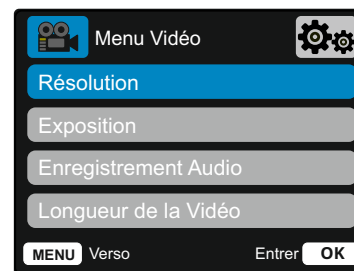 Menu Vidéo
Résolution
Exposition
Enregistrement Audio
Longueur de la Vidéo
MENU Verso Entrer OK